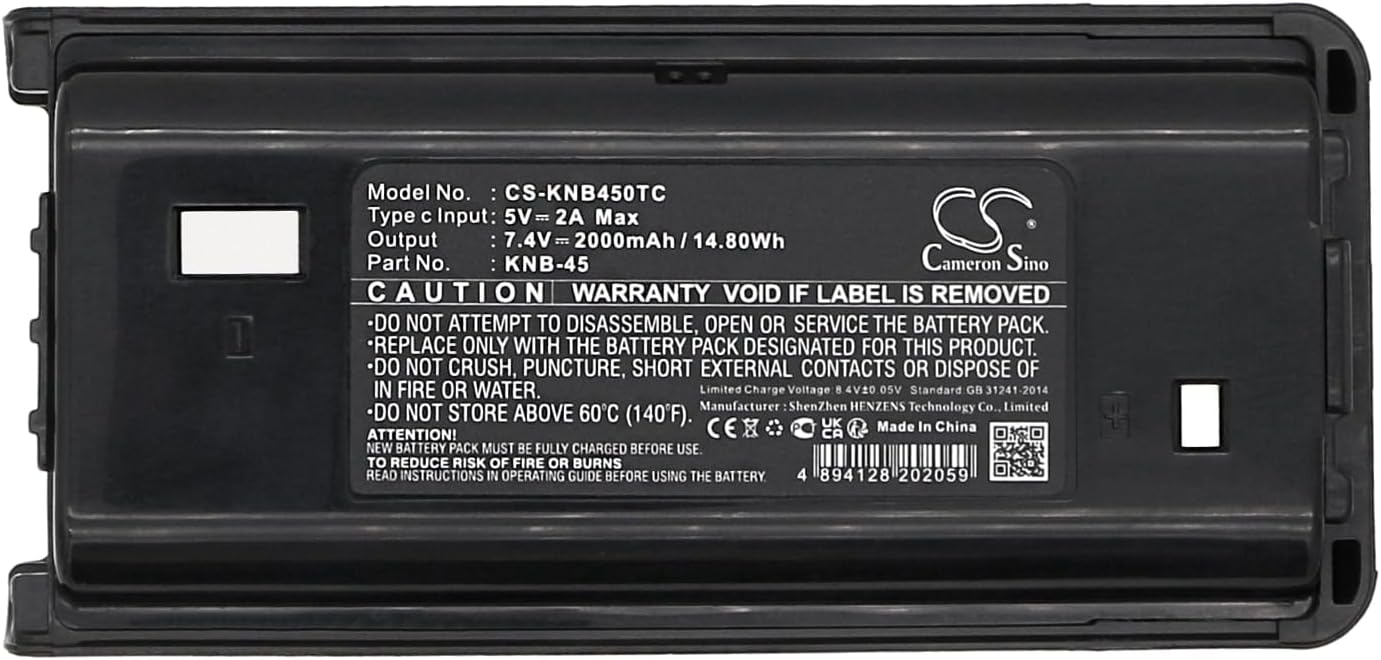 Model No. : CS-KNB450TC
Type c Input: 5V⎓2A Max
Output : 7.4V⎓2000mAh / 14.80Wh
Part No. : KNB-45
CS®
Cameron Sino
CAUTION WARRANTY VOID IF LABEL IS REMOVED
•DO NOT ATTEMPT TO DISASSEMBLE, OPEN OR SERVICE THE BATTERY PACK.
•REPLACE ONLY WITH THE BATTERY PACK DESIGNATED FOR THIS PRODUCT.
•DO NOT CRUSH, PUNCTURE, SHORT EXTERNAL CONTACTS OR DISPOSE OF
IN FIRE OR WATER.
•DO NOT STORE ABOVE 60°C (140°F).
Limited Charge Voltage: 8.4V±0.05V Standard: GB 31241-2014
Manufacturer : ShenZhen HENZENS Technology Co., Limited
CE UK CA Made In China
ATTENTION!
NEW BATTERY PACK MUST BE FULLY CHARGED BEFORE USE.
TO REDUCE RISK OF FIRE OR BURNS
READ INSTRUCTIONS IN OPERATING GUIDE BEFORE USING THE BATTERY.
4 894128 202059